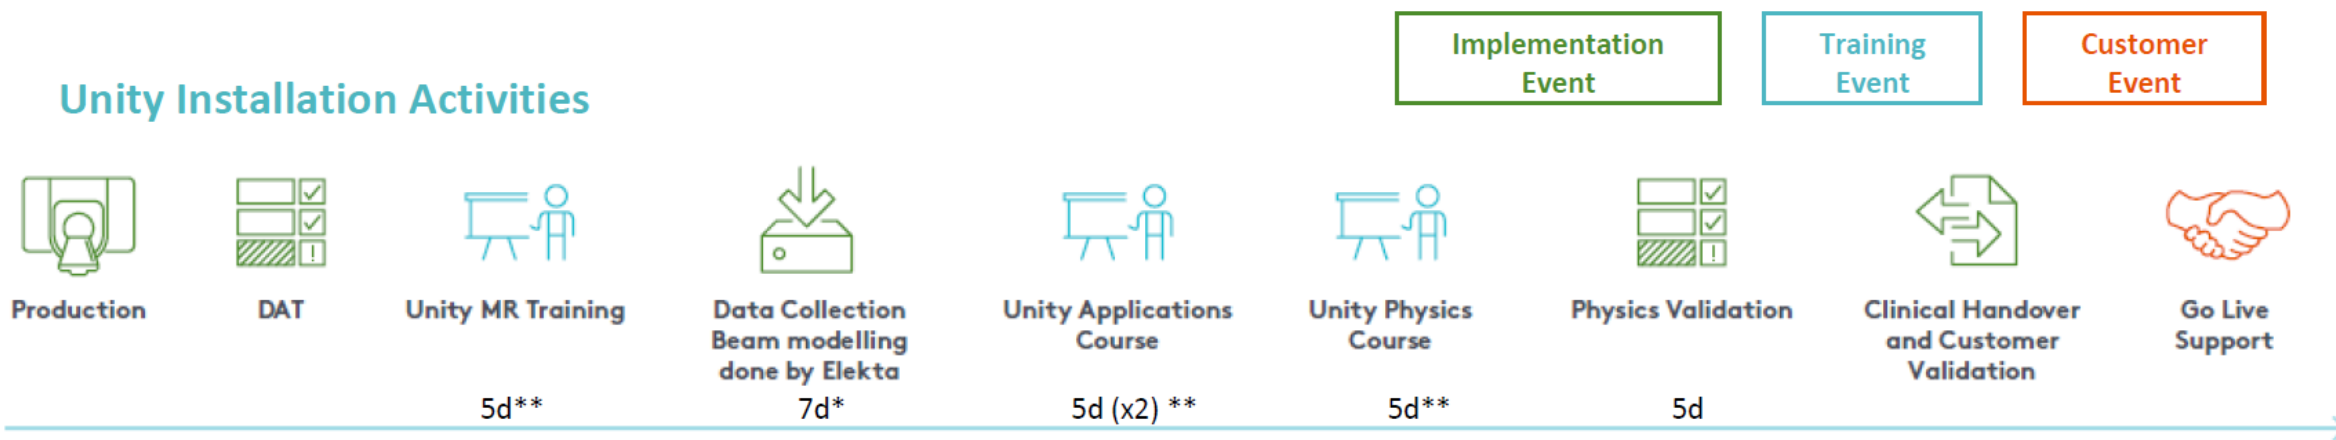 Implementation
Event
Training
Event
Customer
Event
Unity Installation Activities
Production
DAT
Unity MR Training
5d**
Data Collection
Beam modelling
done by Elekta
7d*
Unity Applications
Course
5d (x2) **
Unity Physics
Course
5d**
Physics Validation
5d
Clinical Handover
and Customer
Validation
Go Live
Support